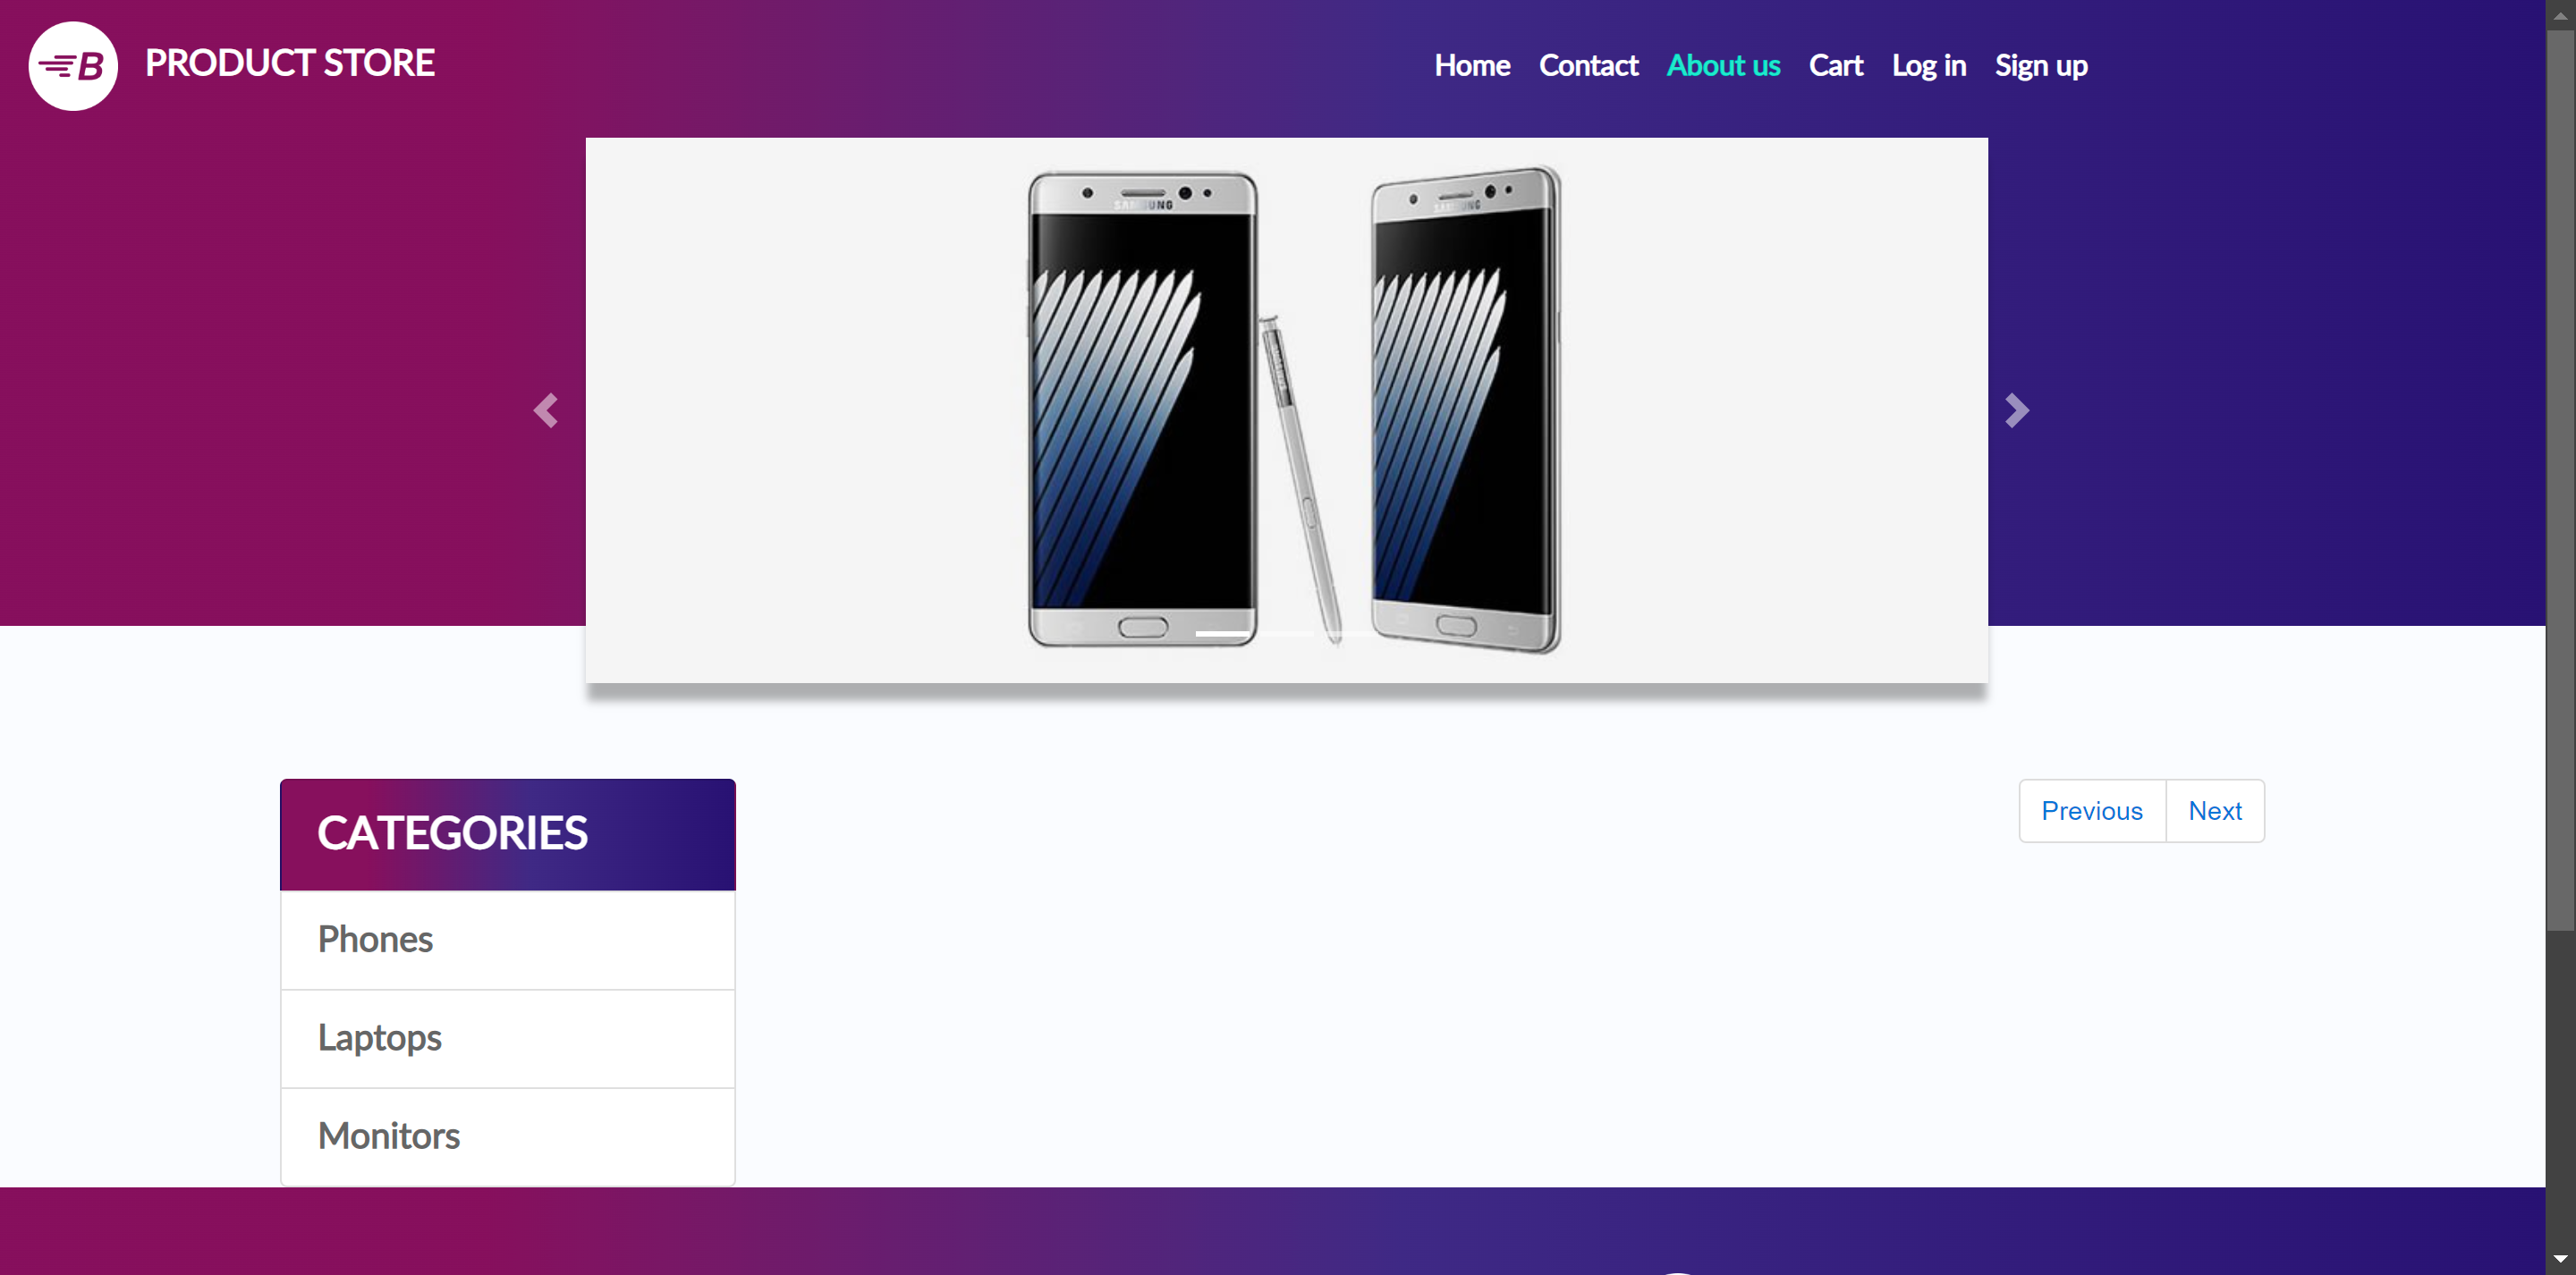 B PRODUCT STORE
Home Contact About us Cart Log in Sign up
SAMSUNG SAMSUNG
CATEGORIES
Previous Next
Phones
Laptops
Monitors